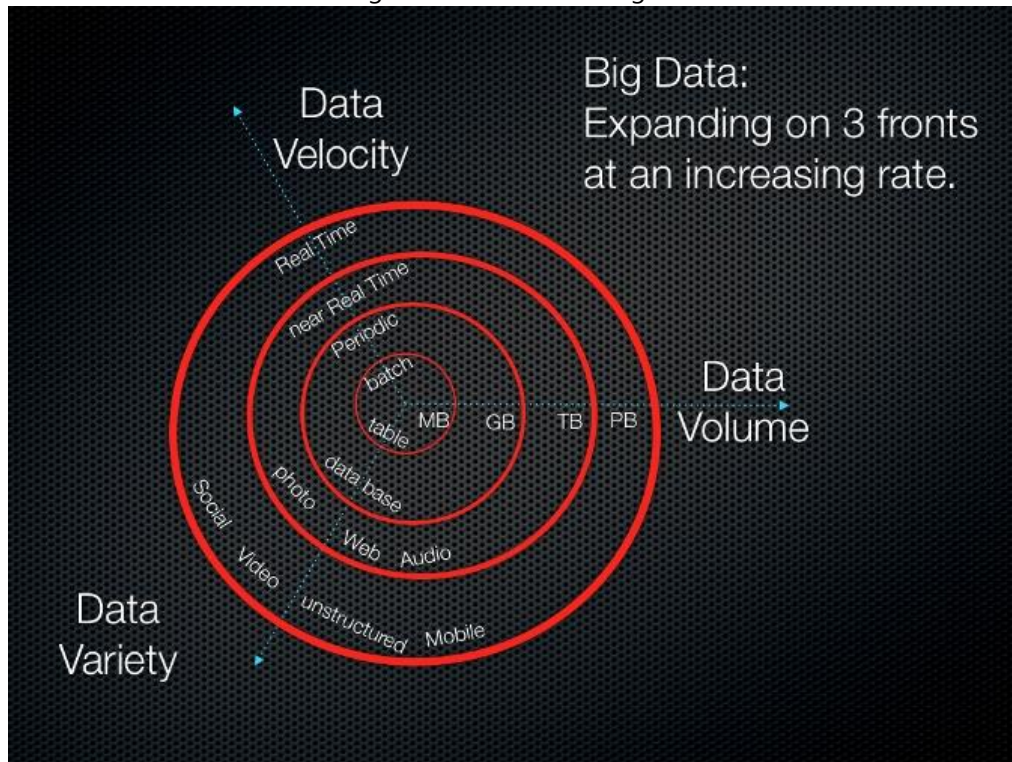 Big Data:
Expanding on 3 fronts
at an increasing rate.
Data
Velocity
Real Time
near Real Time
Periodic
batch
Data
Volume
MB GB TB PB
table
data base
photo Web Audio
Social Video unstructured Mobile
Data
Variety